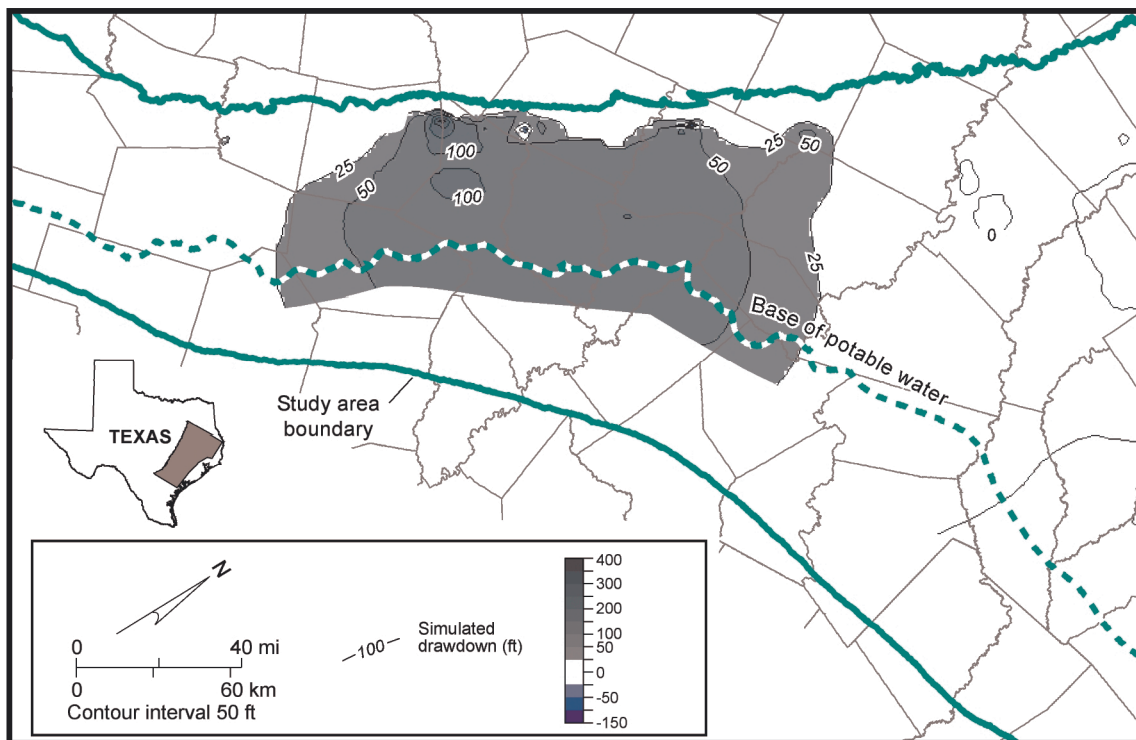 25
50
100
100
50
25
50
25
0
Base of potable water
Study area
boundary
TEXAS
N
0 40 mi
0 60 km
Contour interval 50 ft
100
Simulated
drawdown (ft)
400
300
200
100
50
0
-50
-150